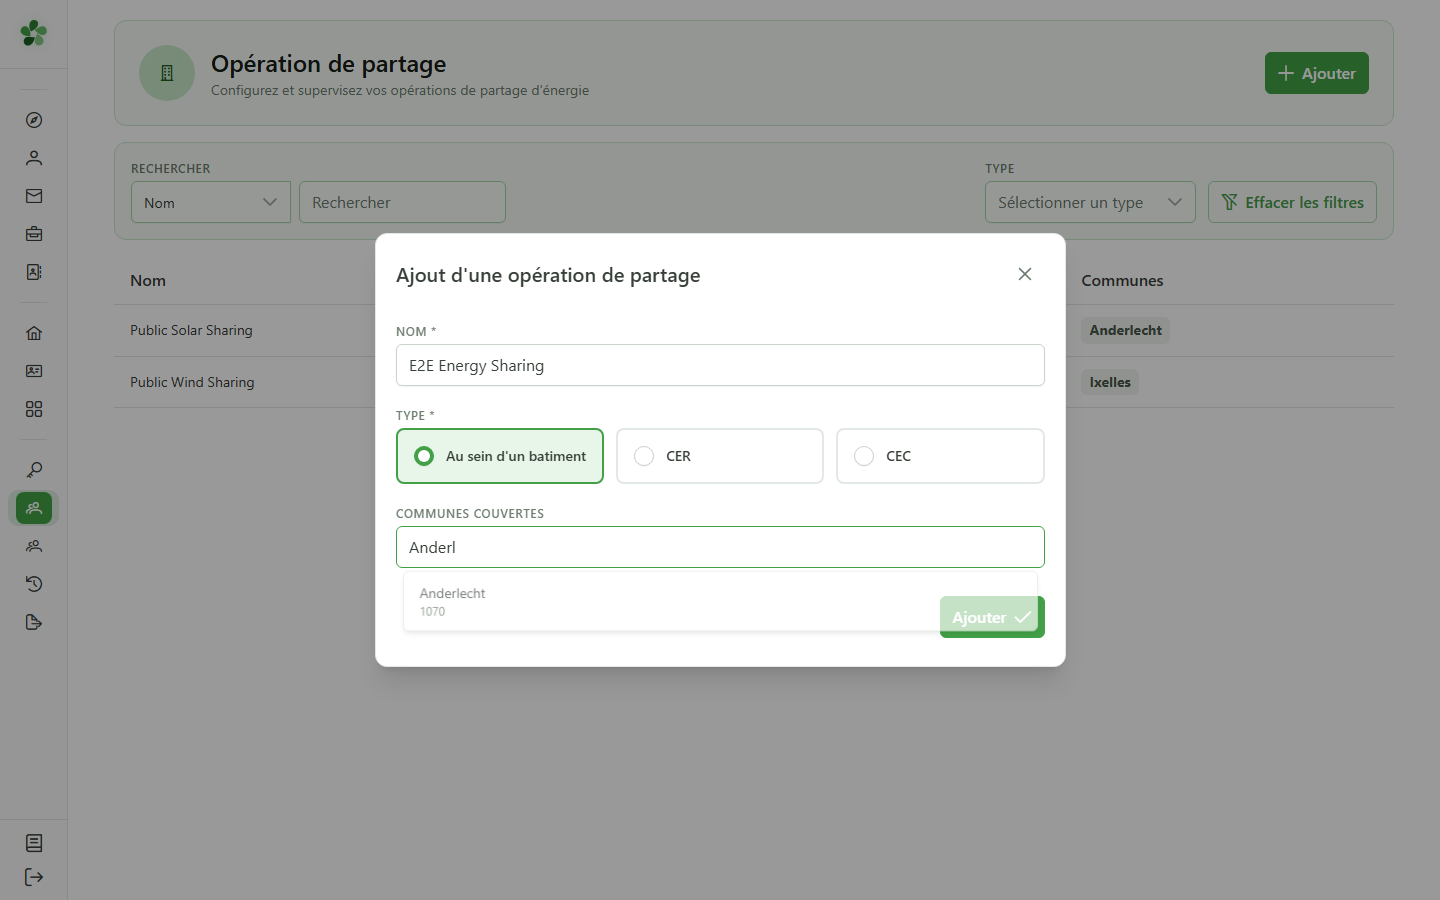 Opération de partage
Configurez et supervisez vos opérations de partage d'énergie
Ajouter
RECHERCHER
TYPE
Nom
Rechercher
Sélectionner un type
Effacer les filtres
Ajout d'une opération de partage
Nom
Communes
Public Solar Sharing
Anderlecht
Public Wind Sharing
Ixelles
NOM *
E2E Energy Sharing
TYPE *
Au sein d'un batiment
CER
CEC
COMMUNES COUVERTES
Anderl
Anderlecht
1070
Ajouter